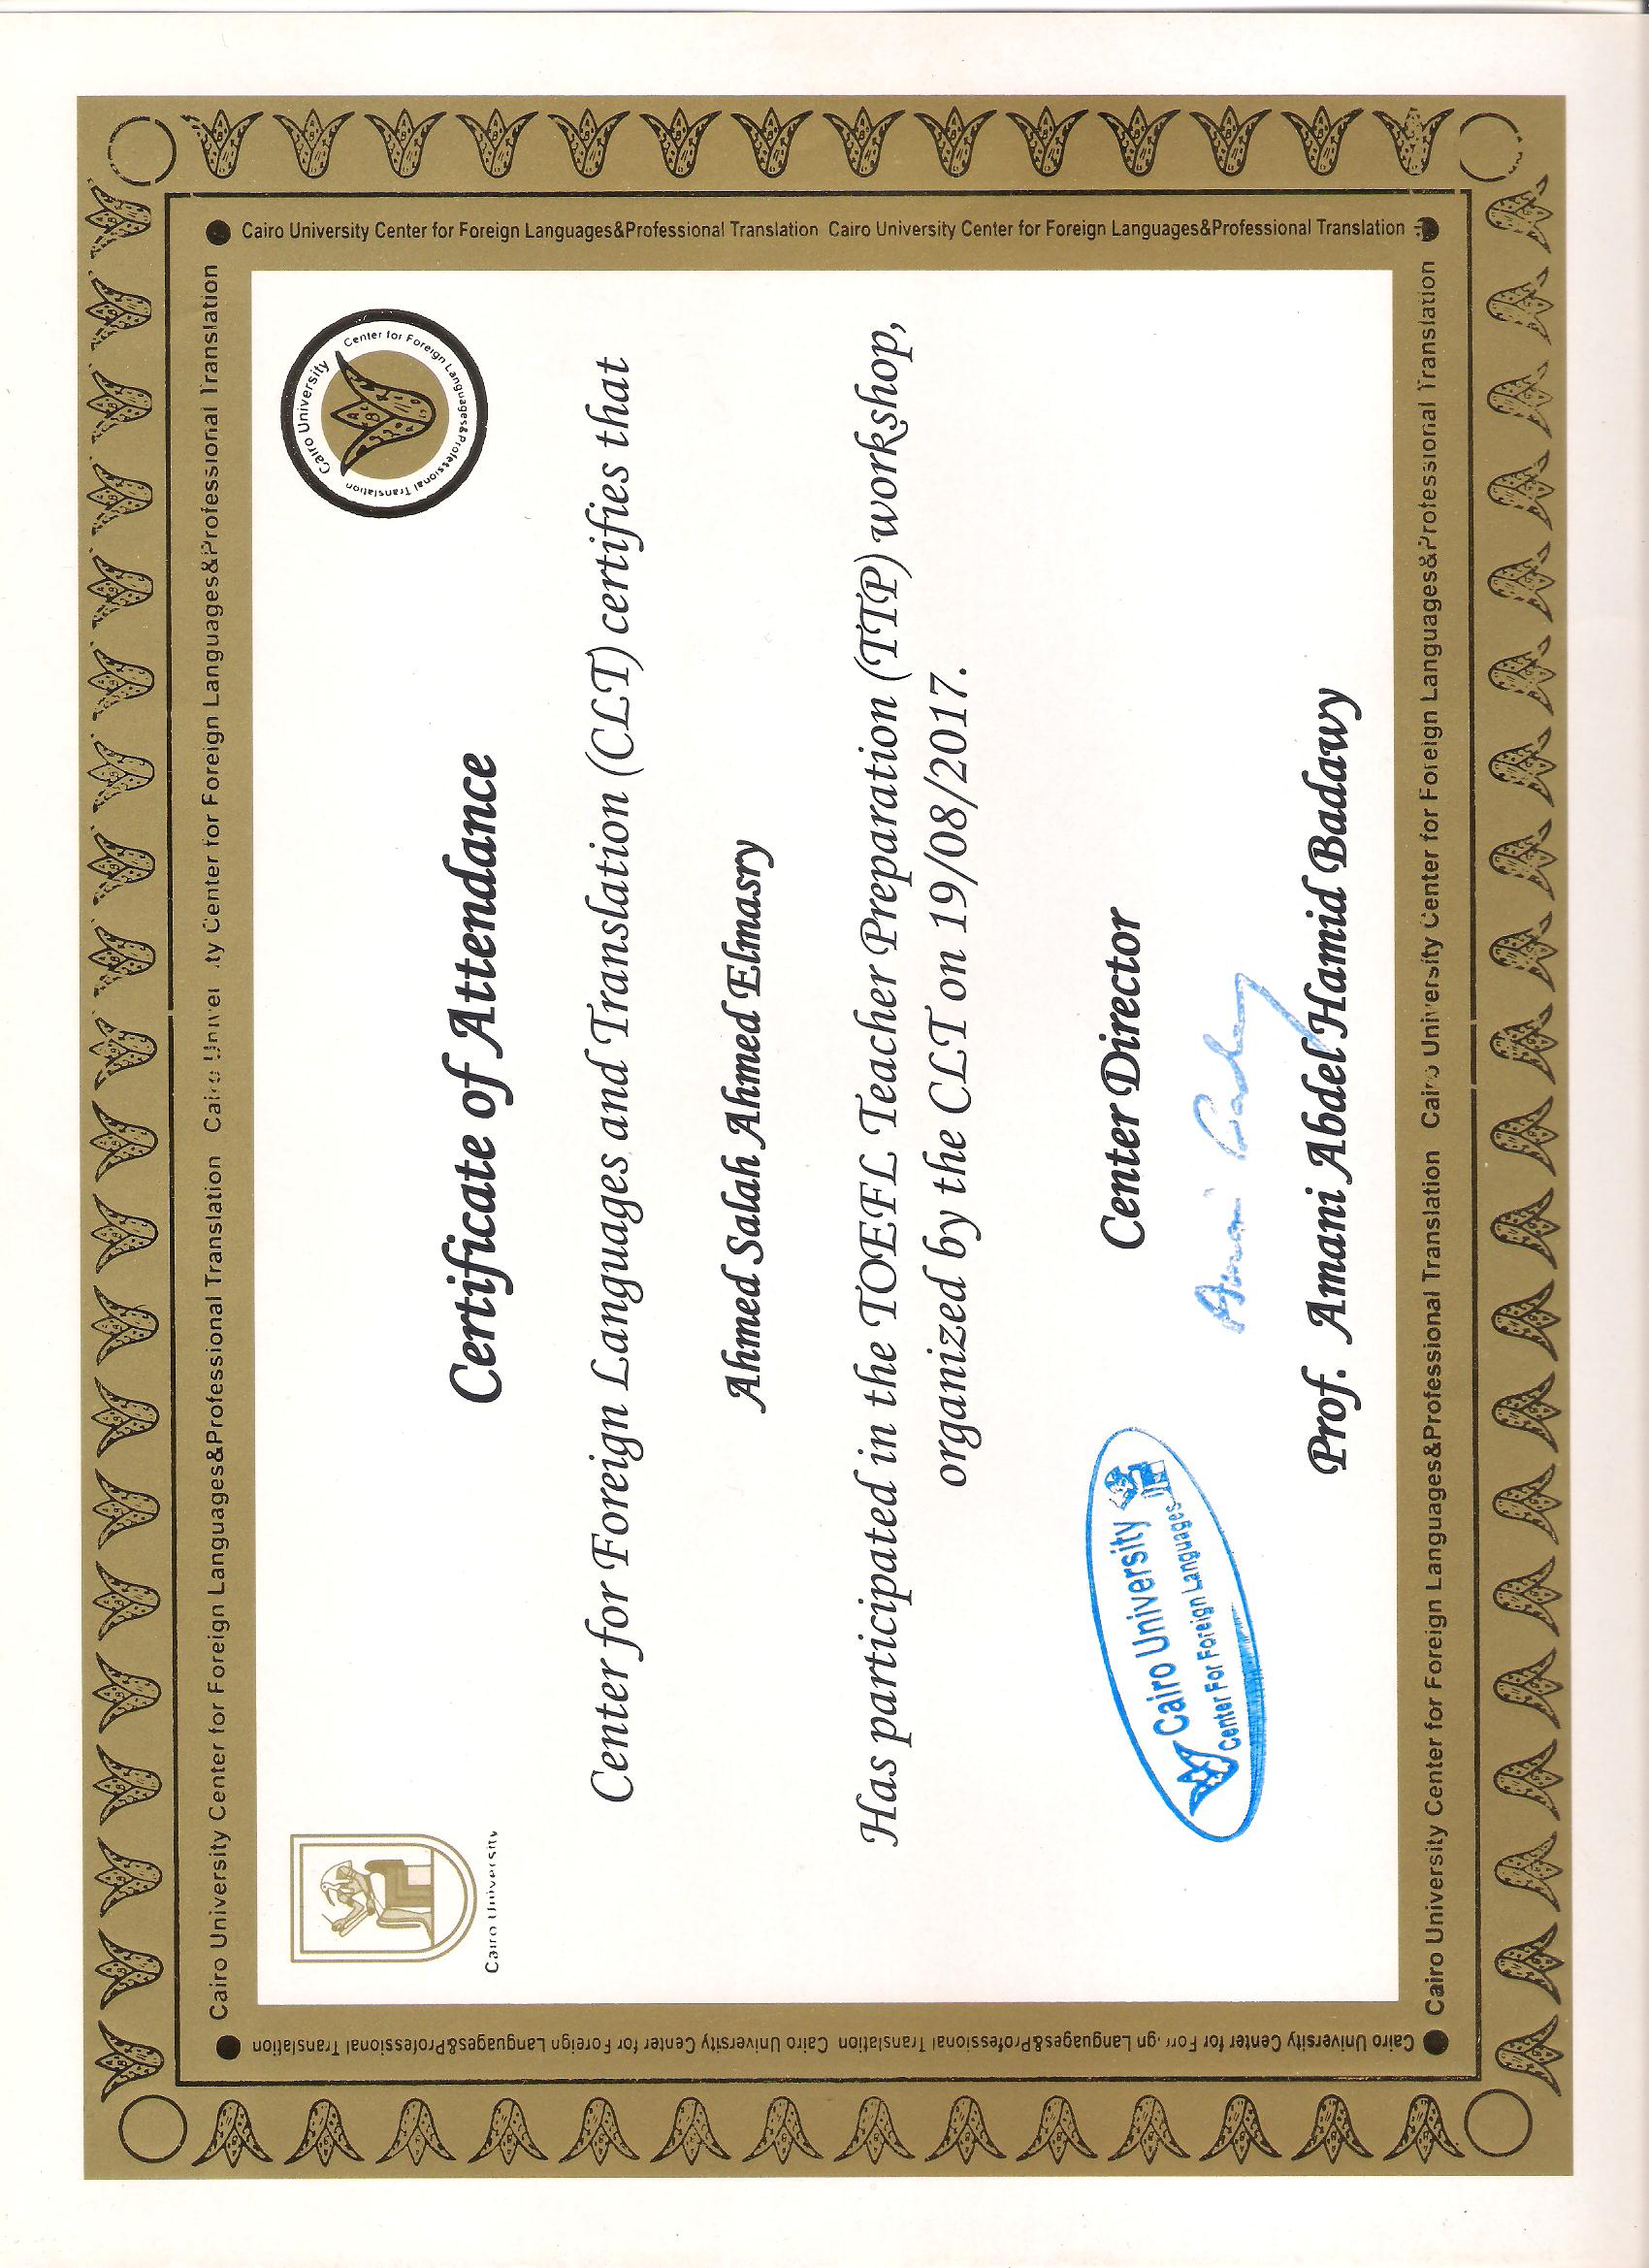 Cairo University Center for Foreign Languages&Professional Translation Cairo University Center for Foreign Languages&Professional Translation
Cairo University Center for Foreign Languages&Professional Translation Cairo University Center for Foreign Languages&Professional Translation
Cairo University Center for Foreign Languages&Professional Translation Cairo University Center for Foreign Languages&Professional Translation
Cairo University
Cairo University Center for Foreign Languages&Professional Translation
Certificate of Attendance
Center for Foreign Languages and Translation (CLT) certifies that
Ahmed Salah Ahmed Elmasry
Has participated in the TOEFL Teacher Preparation (TTP) workshop,
organized by the CLT on 19/08/2017.
Cairo University
Center For Foreign Languages
Center Director
Amani Badawy
Prof. Amani Abdel Hamid Badawy
Cairo University Center for Foreign Languages&Professional Translation Cairo University Center for Foreign Languages&Professional Translation